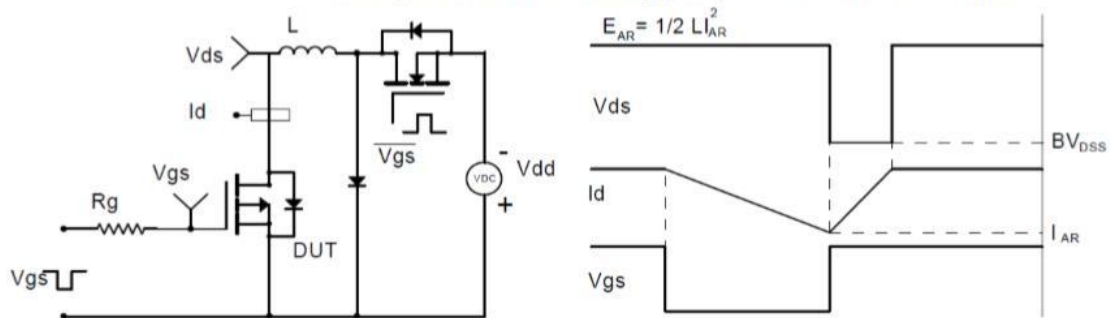 L
Vds
Id
Vgs
Vgs
Rg
DUT
Vgs
VDC
-
+
Vdd
E_AR = 1/2 LI_AR^2
Vds
BV_DSS
Id
I_AR
Vgs